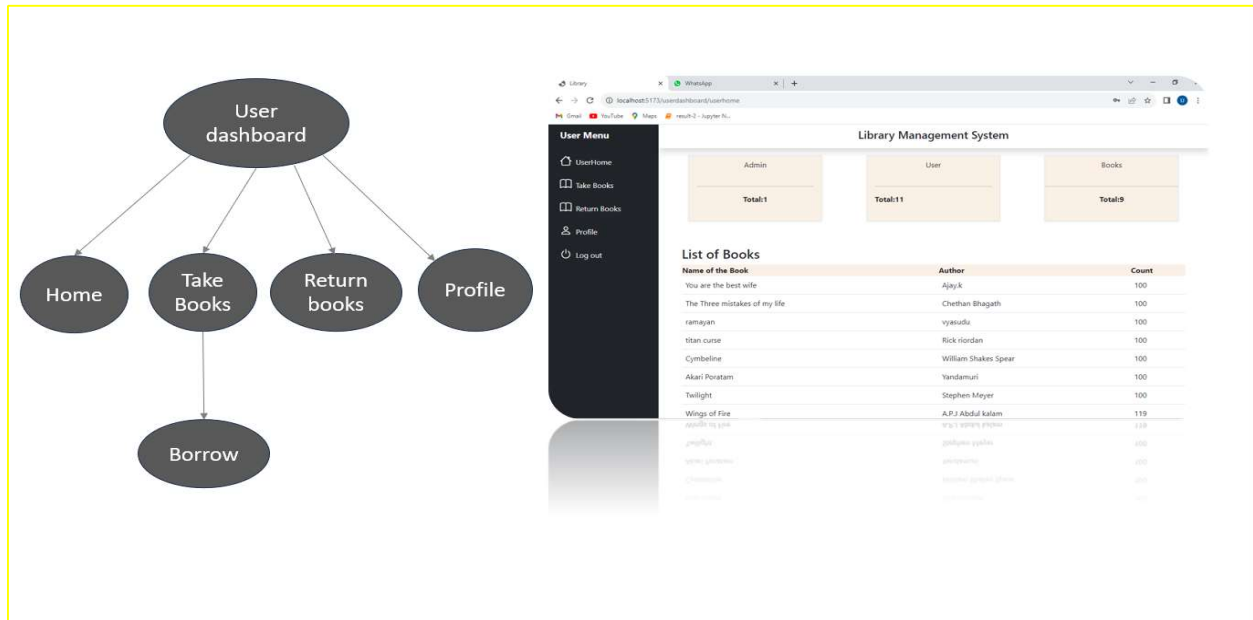 User
dashboard
Home
Take
Books
Return
books
Profile
Borrow
Library
WhatsApp
localhost:5173/userdashboard/userhome
Gmail YouTube Maps result-2 - Jupyter N...
User Menu
Library Management System
UserHome
Take Books
Return Books
Profile
Log out
Admin User Books
Total:1 Total:11 Total:9
List of Books
Name of the Book Author Count
You are the best wife Ajay.k 100
The Three mistakes of my life Chethan Bhagath 100
ramayan vyasudu 100
titan curse Rick riordan 100
Cymbeline William Shakes Spear 100
Akari Poratam Yandamuri 100
Twilight Stephen Meyer 100
Wings of Fire A.P.J Abdul kalam 119